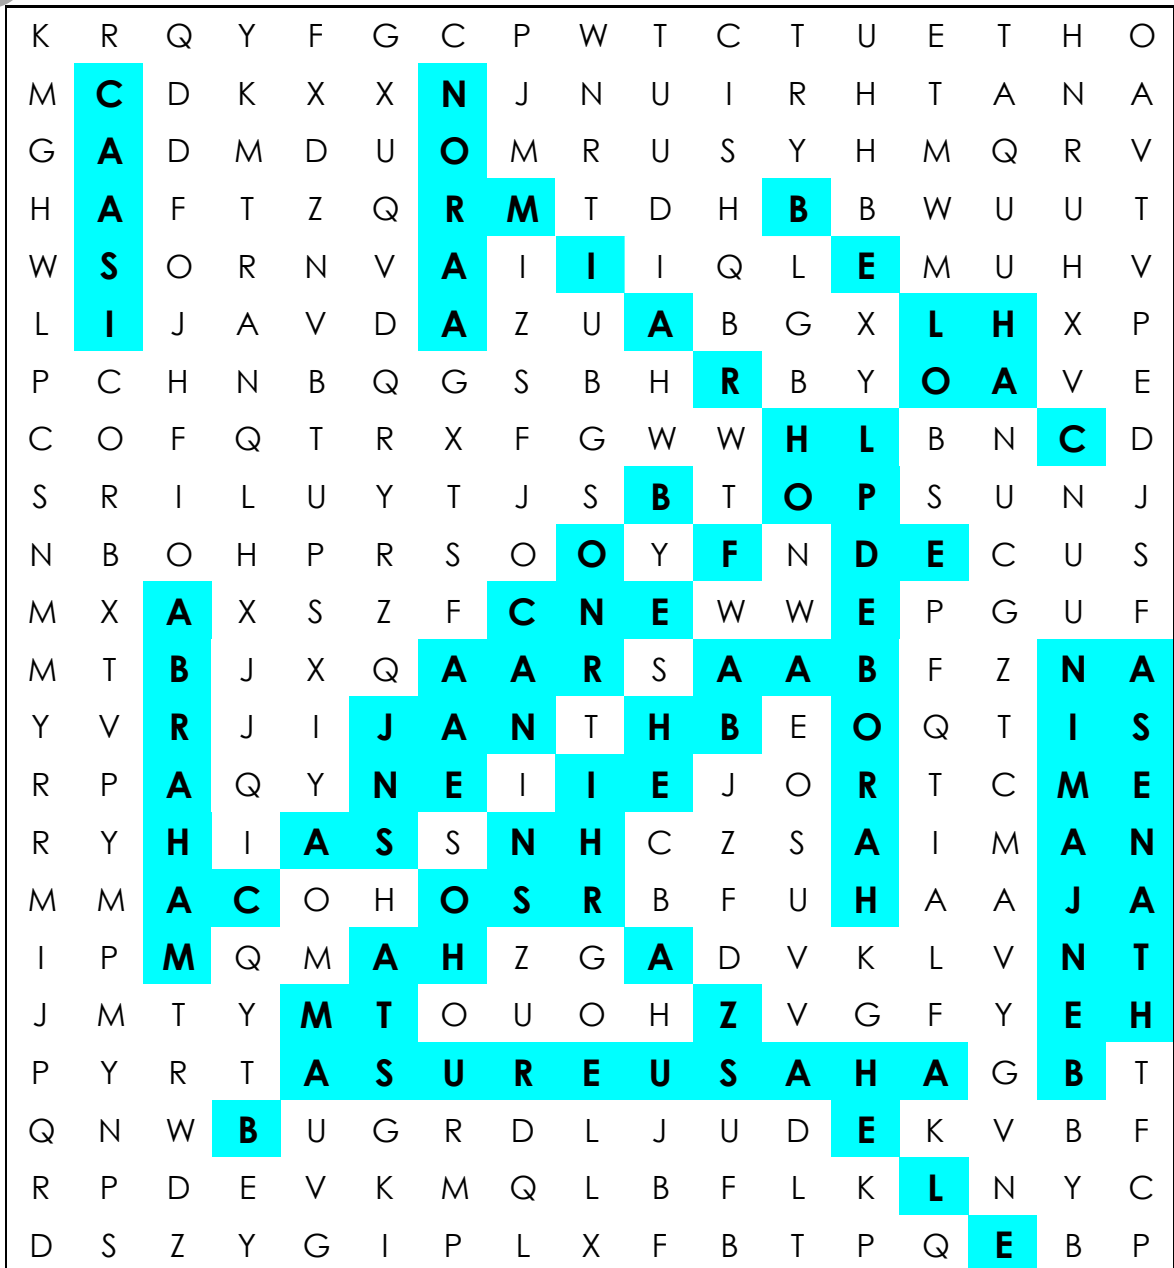 K R Q Y F G C P W T C T U E T H O
M C D K X X N J N U I R H T A N A
G A D M D U O M R U S Y H M Q R V
H A F T Z Q R M T D H B B W U U T
W S O R N V A I I I Q L E M U H V
L I J A V D A Z U A B G X L H X P
P C H N B Q G S B H R B Y O A V E
C O F Q T R X F G W W H L B N C D
S R I L U Y T J S B T O P S U N J
N B O H P R S O O Y F N D E C U S
M X A X S Z F C N E W W E P G U F
M T B J X Q A A R S A A B F Z N A
Y V R J I J A N T H B E O Q T I S
R P A Q Y N E I I E J O R T C M E
R Y H I A S S N H C Z S A I M A N
M M A C O H O S R B F U H A A J A
I P M Q M A H Z G A D V K L V N T
J M T Y M T O U O H Z V G F Y E H
P Y R T A S U R E U S A H A G B T
Q N W B U G R D L J U D E K V B F
R P D E V K M Q L B F L K L N Y C
D S Z Y G I P L X F B T P Q E B P